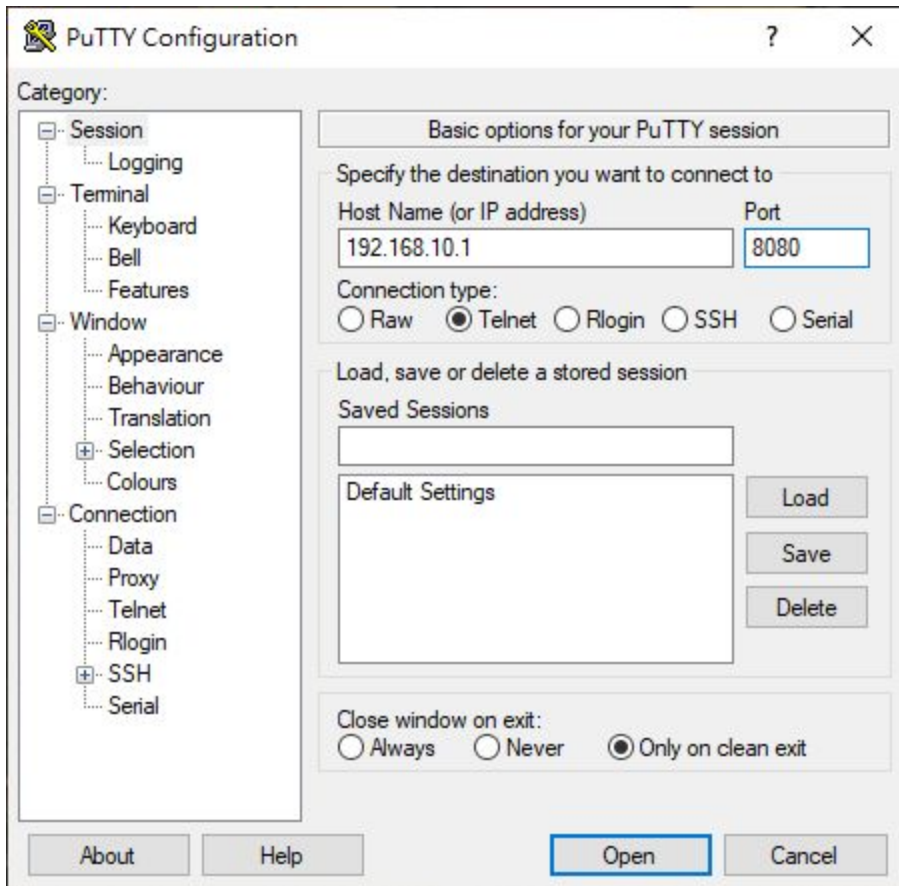 PuTTY Configuration
?
Category:
Session
Logging
Terminal
Keyboard
Bell
Features
Window
Appearance
Behaviour
Translation
Selection
Colours
Connection
Data
Proxy
Telnet
Rlogin
SSH
Serial
Basic options for your PuTTY session
Specify the destination you want to connect to
Host Name (or IP address) Port
192.168.10.1 8080
Connection type:
Raw Telnet Rlogin SSH Serial
Load, save or delete a stored session
Saved Sessions
Default Settings
Load
Save
Delete
Close window on exit:
Always Never Only on clean exit
About Help Open Cancel